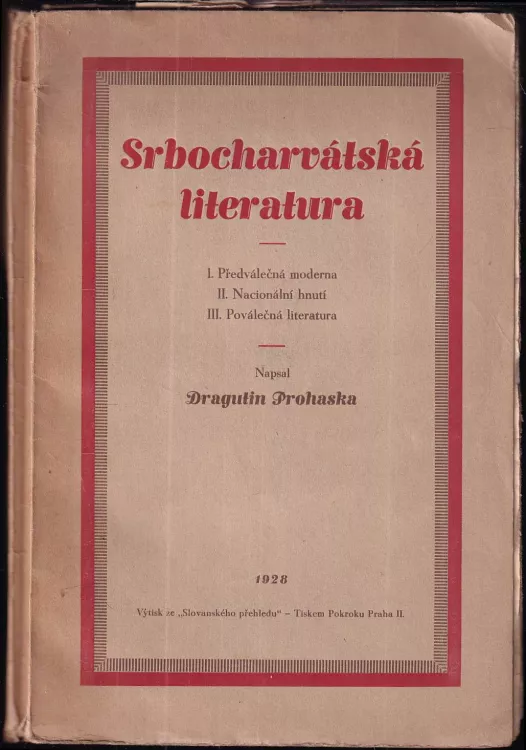 Srbocharvátská
literatura
I. Předválečná moderna
II. Nacionální hnutí
III. Poválečná literatura
Napsal
Dragutin Prohaska
1928
Výtisk ze „Slovanského přehledu“ – Tiskem Pokroku Praha II.